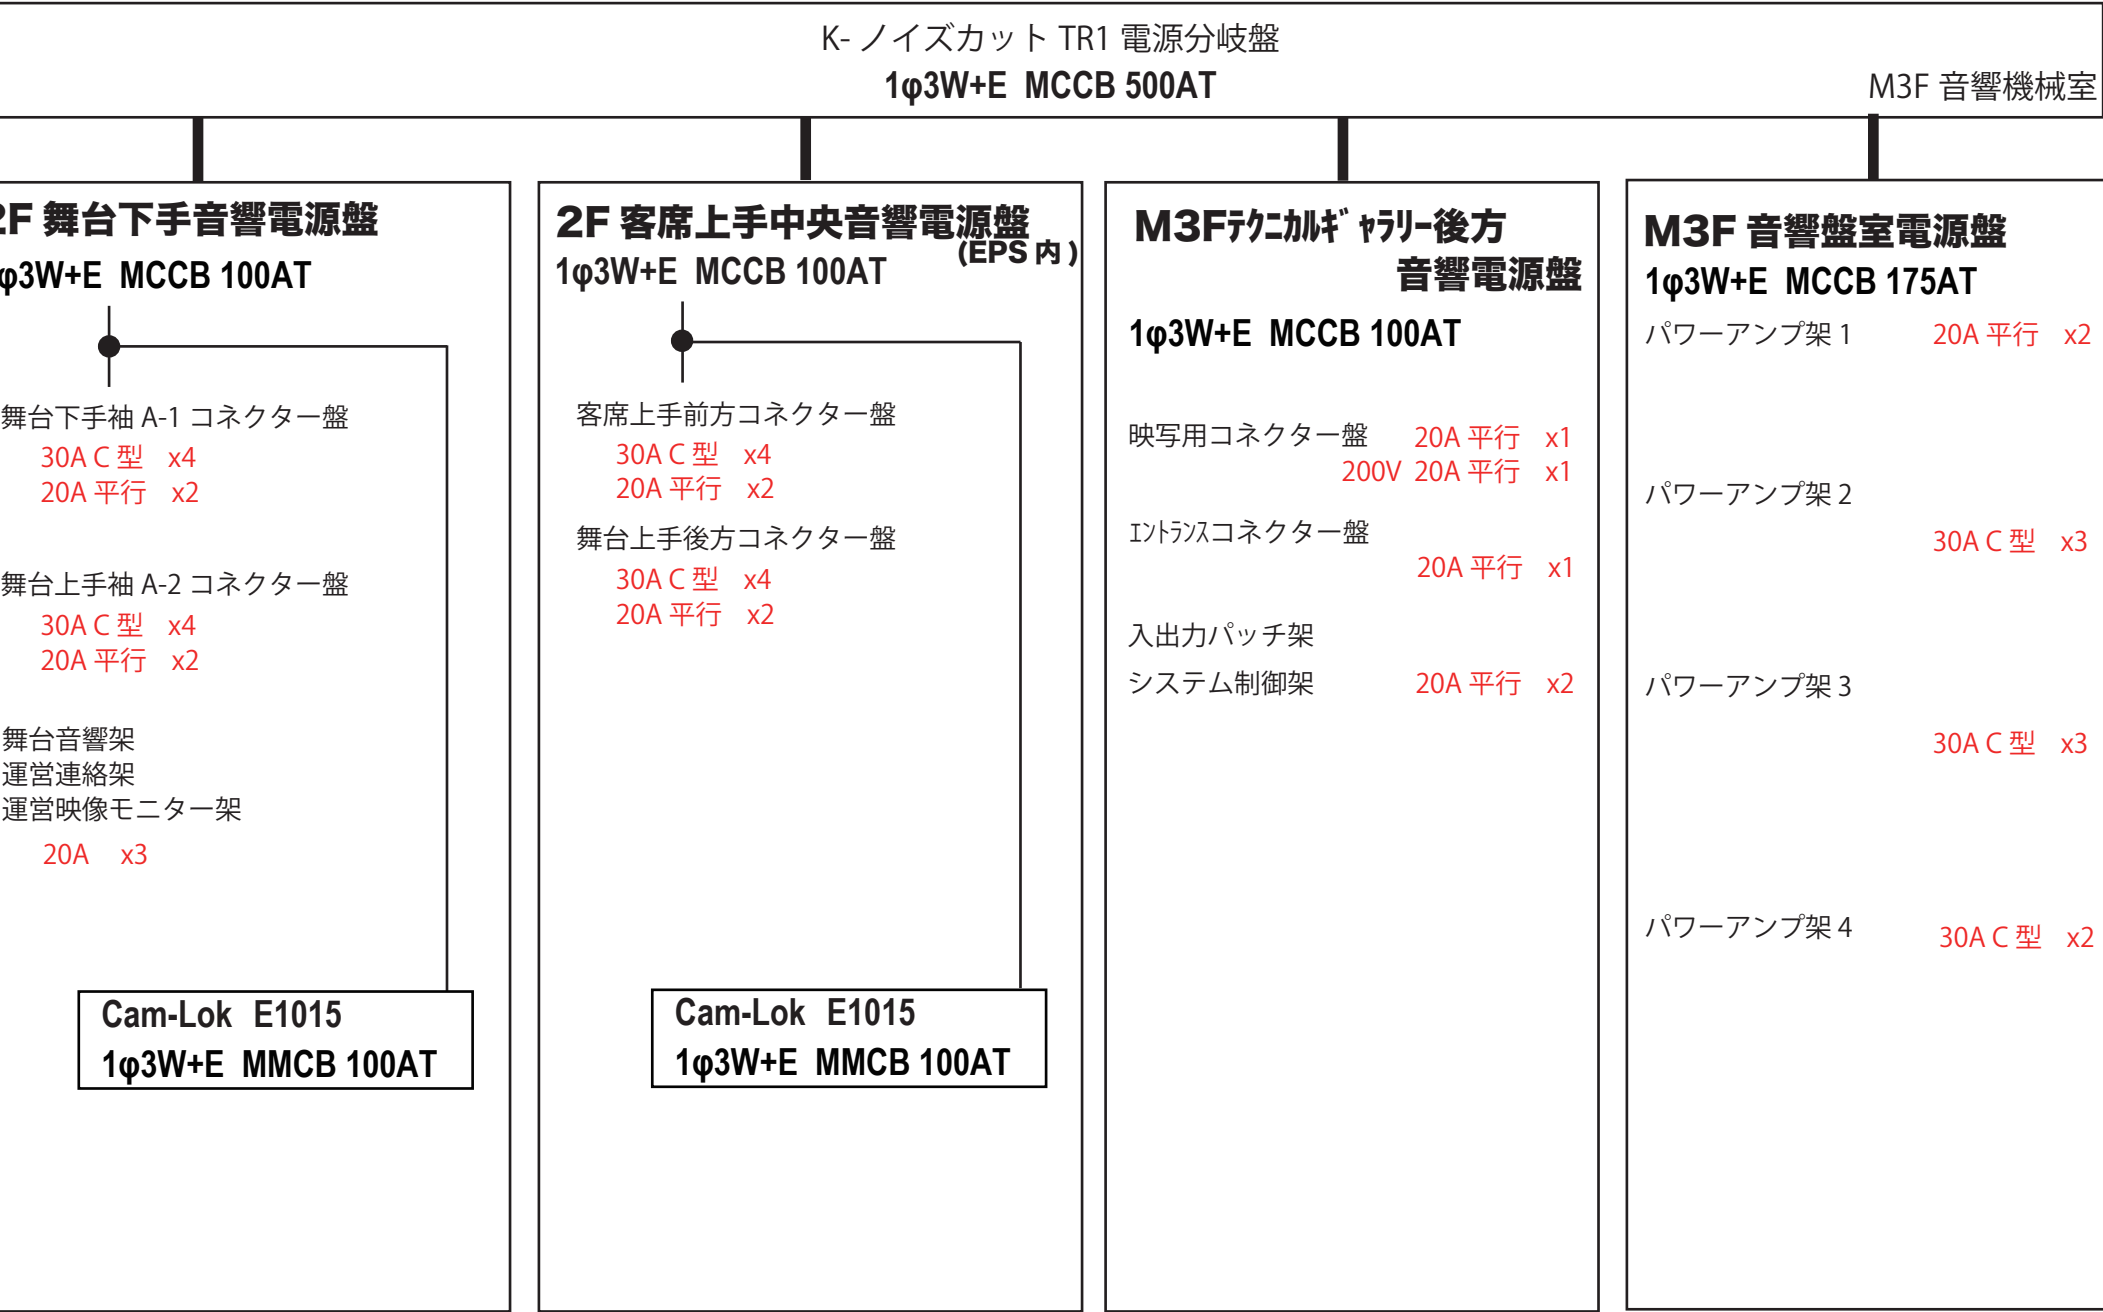 K- ノイズカット TR1 電源分岐盤
1φ3W+E MCCB 500AT
M3F 音響機械室
2F 舞台下手音響電源盤
φ3W+E MCCB 100AT
舞台下手袖 A-1 コネクター盤
30A C 型 x4
20A 平行 x2
舞台上手袖 A-2 コネクター盤
30A C 型 x4
20A 平行 x2
舞台音響架
運営連絡架
運営映像モニター架
20A x3
Cam-Lok E1015
1φ3W+E MMCB 100AT
2F 客席上手中央音響電源盤
(EPS 内 )
1φ3W+E MCCB 100AT
客席上手前方コネクター盤
30A C 型 x4
20A 平行 x2
舞台上手後方コネクター盤
30A C 型 x4
20A 平行 x2
Cam-Lok E1015
1φ3W+E MMCB 100AT
M3Fﾃｸﾆｶﾙｷﾞｬﾗﾘｰ後方
音響電源盤
1φ3W+E MCCB 100AT
映写用コネクター盤 20A 平行 x1
200V 20A 平行 x1
ｴﾝﾄﾗﾝｽコネクター盤
20A 平行 x1
入出力パッチ架
システム制御架 20A 平行 x2
M3F 音響盤室電源盤
1φ3W+E MCCB 175AT
パワーアンプ架 1 20A 平行 x2
パワーアンプ架 2
30A C 型 x3
パワーアンプ架 3
30A C 型 x3
パワーアンプ架 4 30A C 型 x2